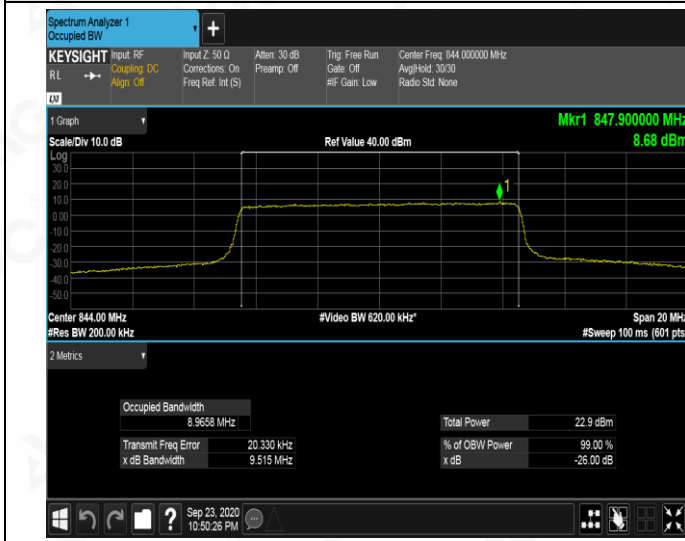 Spectrum Analyzer 1
Occupied BW
+
KEYSIGHT Input: RF Input Z: 50 Ω Atten: 30 dB Trig: Free Run Center Freq: 844.000000 MHz
RL Coupling: DC Corrections: On Preamp: Off Gate: Off Avg|Hold: 30/30
Align: Off Freq Ref: Int (S) #IF Gain: Low Radio Std: None
LXI
1 Graph Mkr1 847.900000 MHz
Scale/Div 10.0 dB Ref Value 40.00 dBm 8.68 dBm
Log
30.0
20.0
1
10.0
0.00
-10.0
-20.0
-30.0
-40.0
-50.0
Center 844.00 MHz #Video BW 620.00 kHz* Span 20 MHz
#Res BW 200.00 kHz #Sweep 100 ms (601 pts
2 Metrics
Occupied Bandwidth
8.9658 MHz Total Power 22.9 dBm
Transmit Freq Error 20.330 kHz % of OBW Power 99.00 %
x dB Bandwidth 9.515 MHz x dB -26.00 dB
? Sep 23, 2020
10:50:26 PM